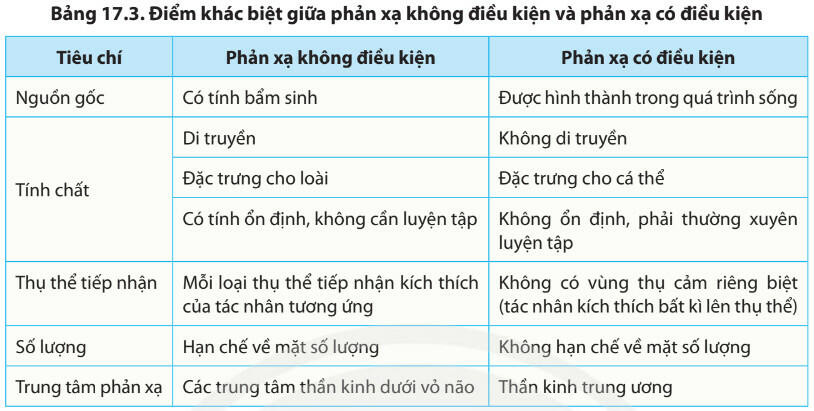 Bảng 17.3. Điểm khác biệt giữa phản xạ không điều kiện và phản xạ có điều kiện
Tiêu chí
Phản xạ không điều kiện
Phản xạ có điều kiện
Nguồn gốc
Có tính bẩm sinh
Được hình thành trong quá trình sống
Tính chất
Di truyền
Không di truyền
Đặc trưng cho loài
Đặc trưng cho cá thể
Có tính ổn định, không cần luyện tập
Không ổn định, phải thường xuyên
luyện tập
Thụ thể tiếp nhận
Mỗi loại thụ thể tiếp nhận kích thích
của tác nhân tương ứng
Không có vùng thụ cảm riêng biệt
(tác nhân kích thích bất kì lên thụ thể)
Số lượng
Hạn chế về mặt số lượng
Không hạn chế về mặt số lượng
Trung tâm phản xạ
Các trung tâm thần kinh dưới vỏ não
Thần kinh trung ương